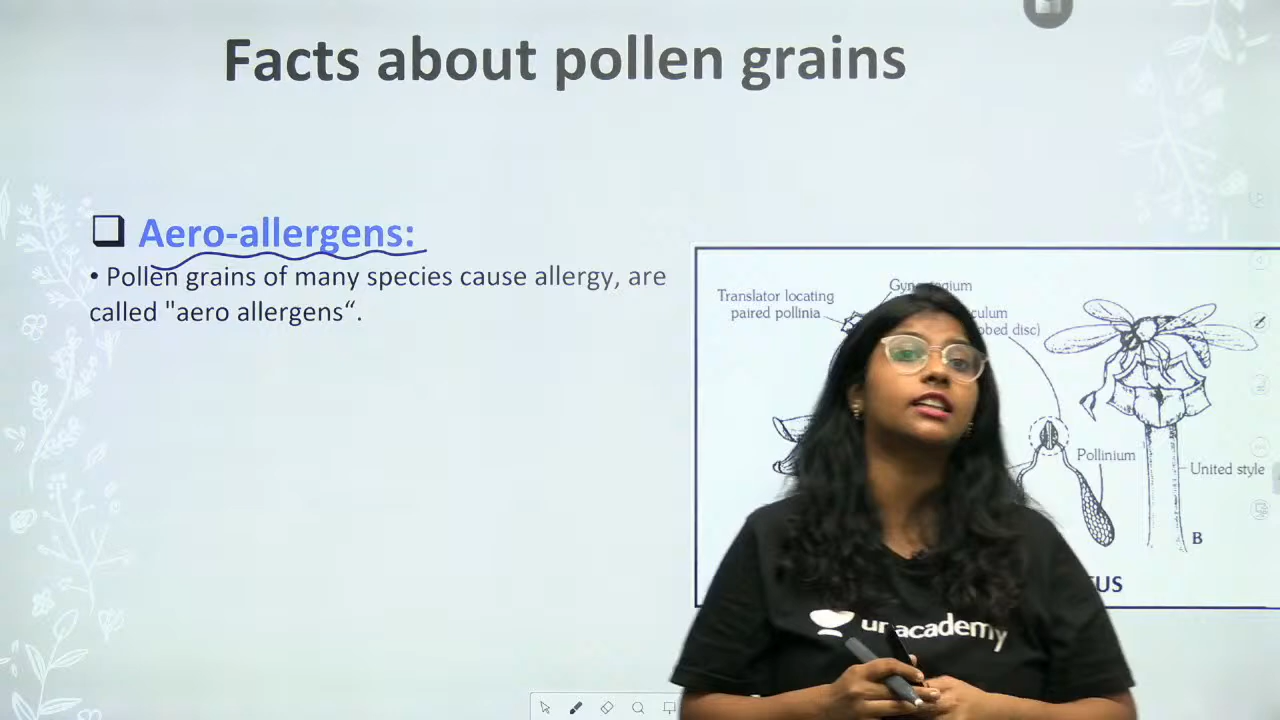 Facts about pollen grains
Aero-allergens:
• Pollen grains of many species cause allergy, are
called "aero allergens“.
Translator locating
paired pollinia
Pollinium
United style
B
unacademy